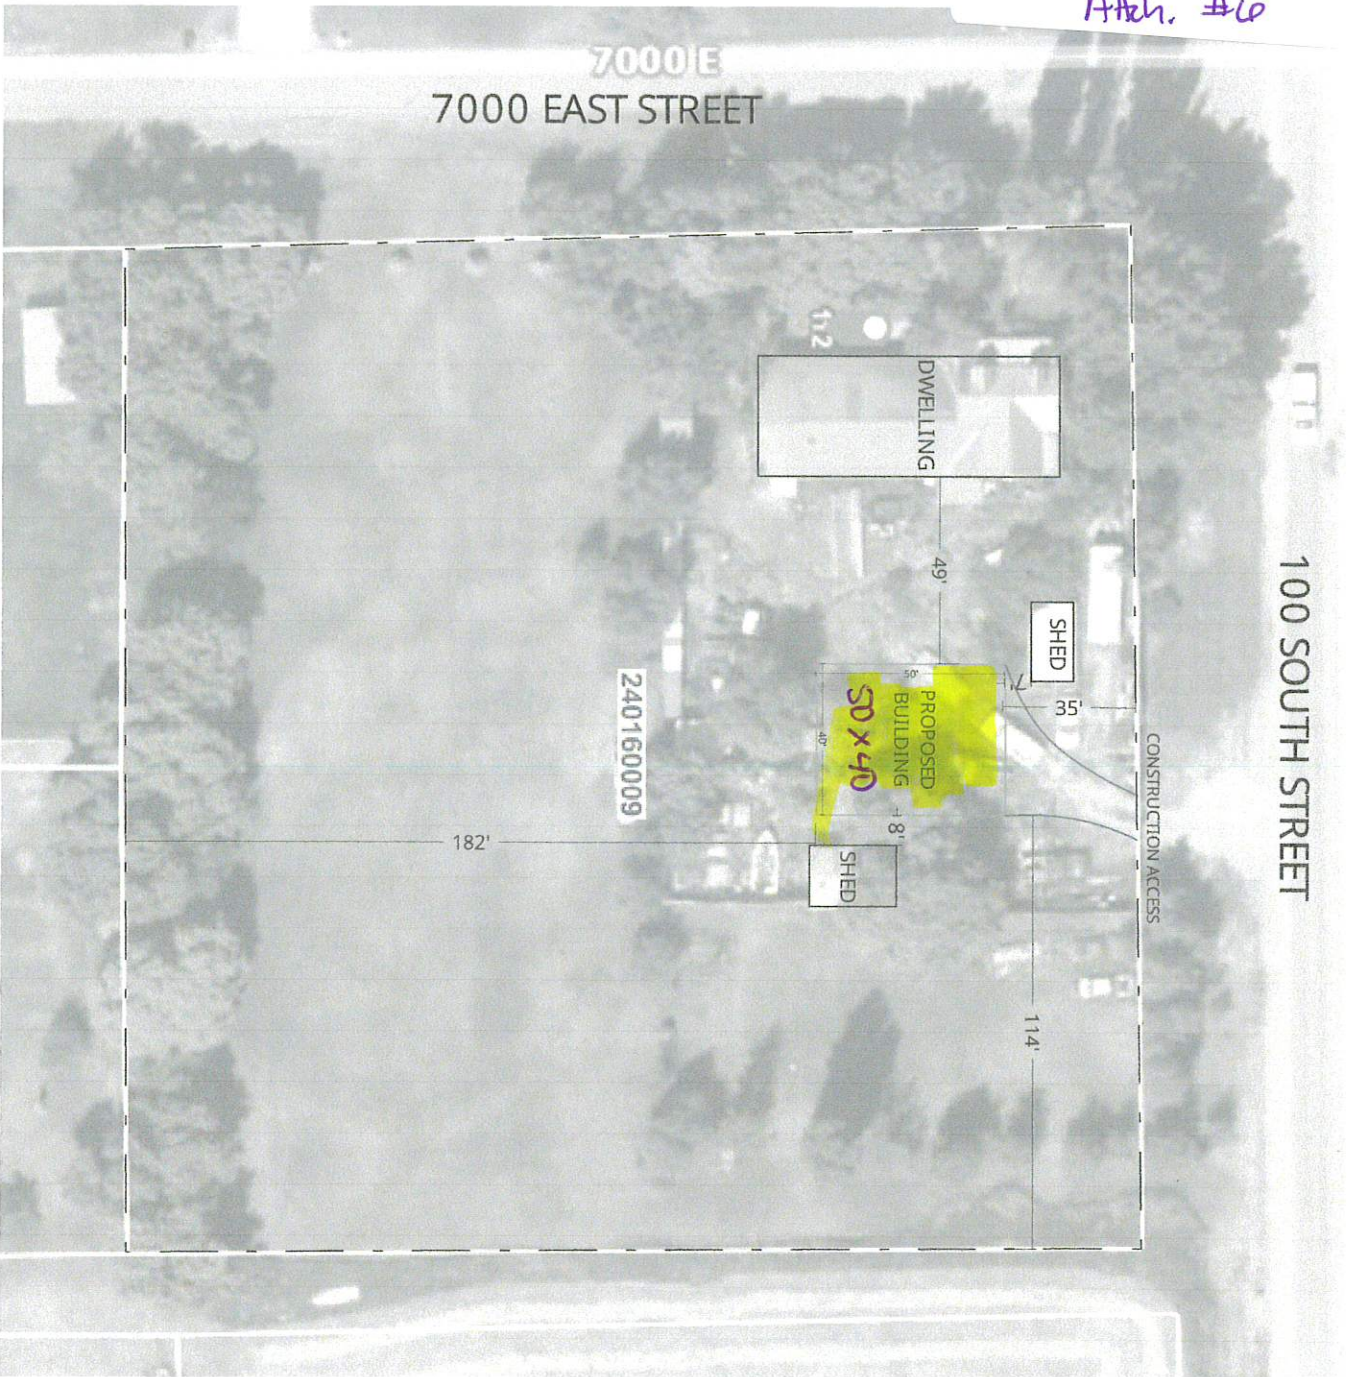 Attch. #6
7000 E
7000 EAST STREET
112
DWELLING
49'
SHED
35'
50'
PROPOSED
BUILDING
50 x 40
40'
8'
SHED
CONSTRUCTION ACCESS
100 SOUTH STREET
240160009
182'
114'